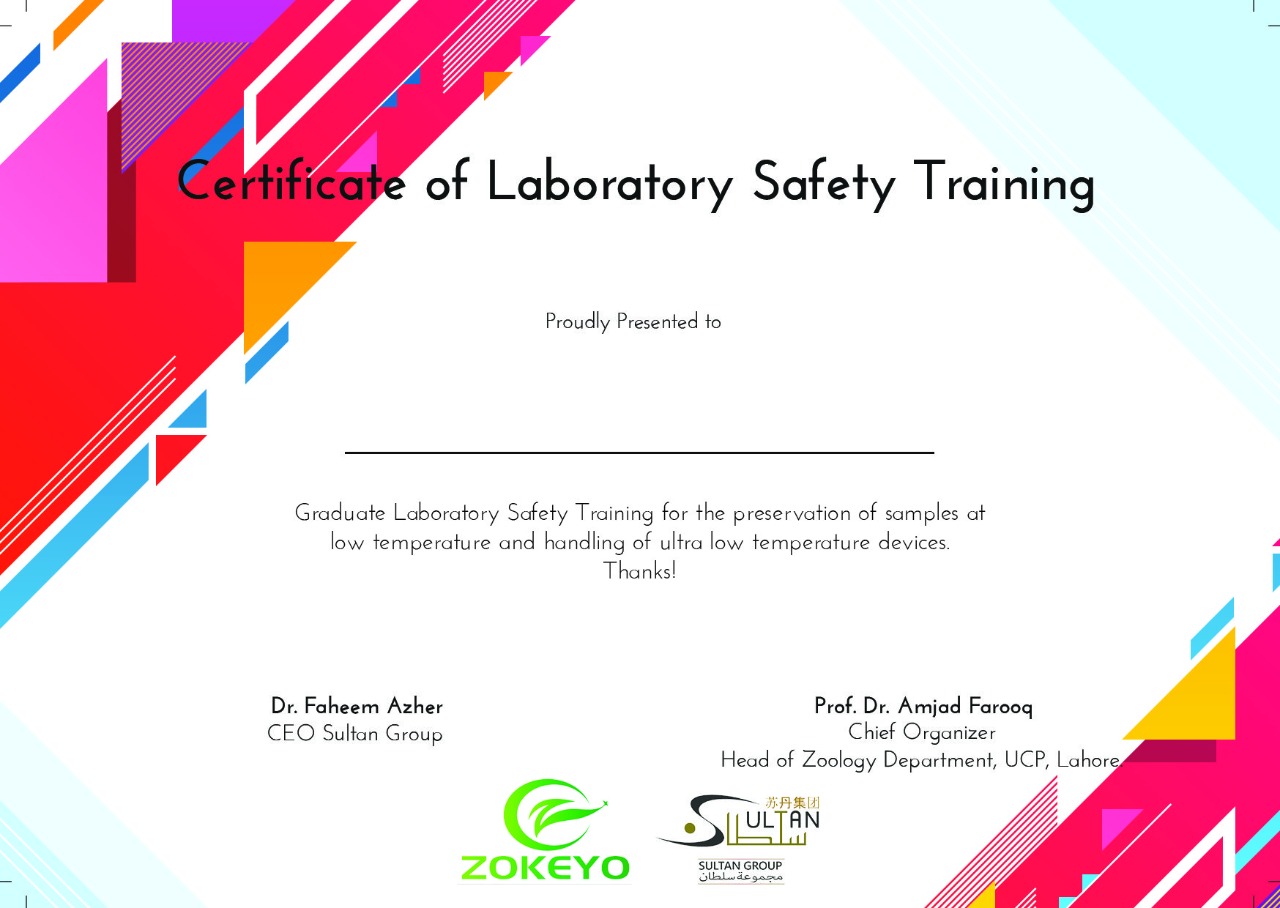 Certificate of Laboratory Safety Training
Proudly Presented to
Graduate Laboratory Safety Training for the preservation of samples at
low temperature and handling of ultra low temperature devices.
Thanks!
Dr. Faheem Azher
CEO Sultan Group
Prof. Dr. Amjad Farooq
Chief Organizer
Head of Zoology Department, UCP, Lahore.
ZOKEYO
苏丹集团
SULTAN
سلطان
SULTAN GROUP
مجموعة سلطان